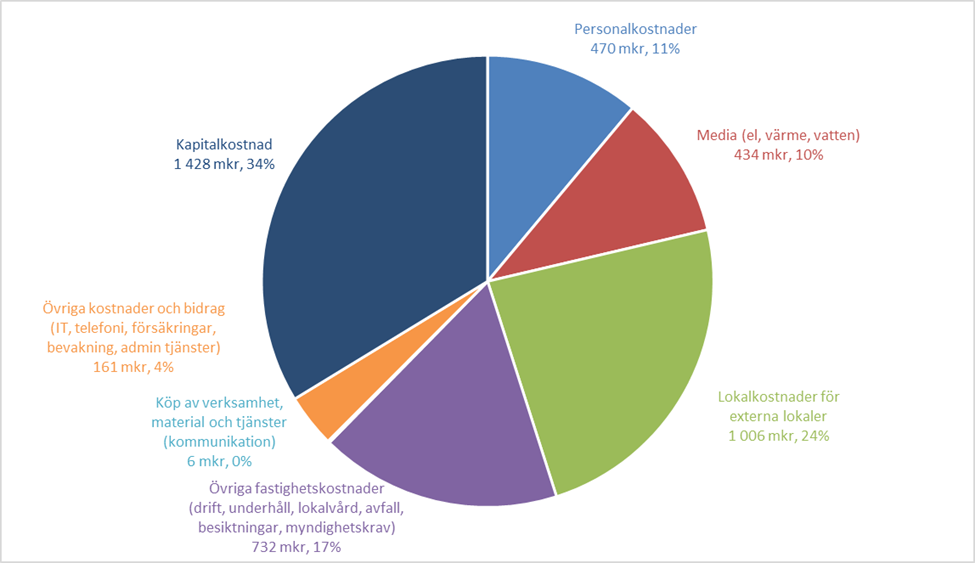 Personalkostnader
470 mkr, 11%
Media (el, värme, vatten)
434 mkr, 10%
Lokalkostnader för
externa lokaler
1 006 mkr, 24%
Övriga fastighetskostnader
(drift, underhåll, lokalvård, avfall,
besiktningar, myndighetskrav)
732 mkr, 17%
Köp av verksamhet,
material och tjänster
(kommunikation)
6 mkr, 0%
Övriga kostnader och bidrag
(IT, telefoni, försäkringar,
bevakning, admin tjänster)
161 mkr, 4%
Kapitalkostnad
1 428 mkr, 34%